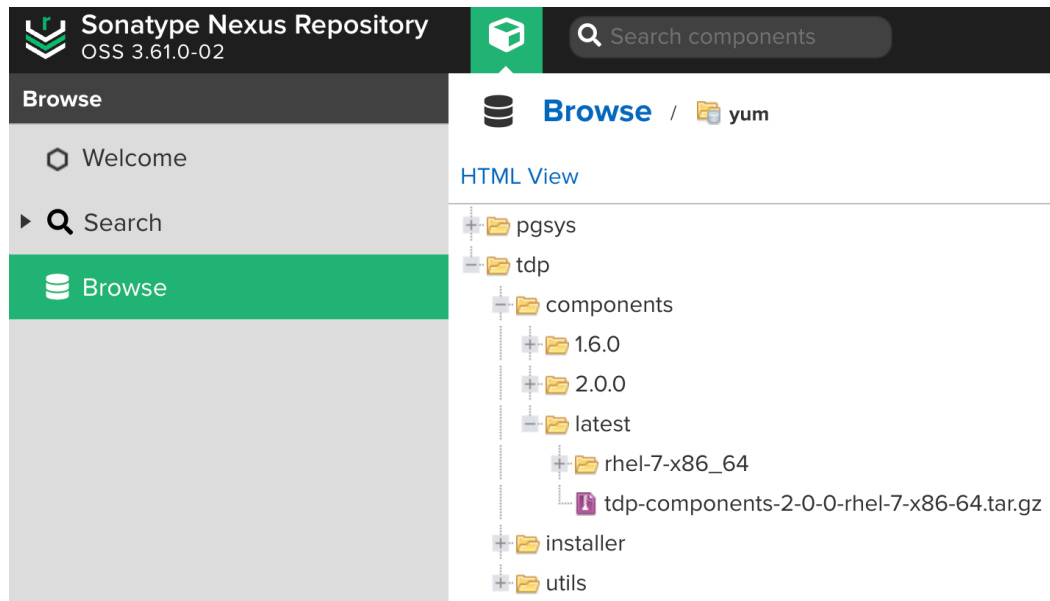 Sonatype Nexus Repository
OSS 3.61.0-02
Search components
Browse
Welcome
Search
Browse
Browse / yum
HTML View
pgsys
tdp
components
1.6.0
2.0.0
latest
rhel-7-x86_64
tdp-components-2-0-0-rhel-7-x86-64.tar.gz
installer
utils